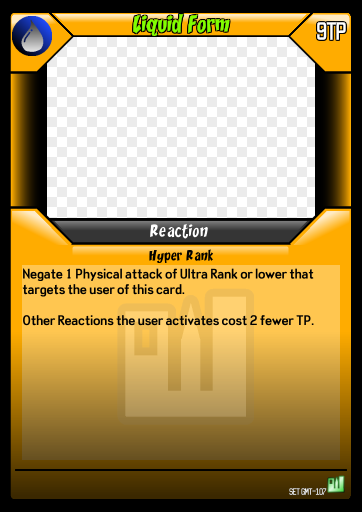 Liquid Form
9TP
Reaction
Hyper Rank
Negate 1 Physical attack of Ultra Rank or lower that
targets the user of this card.
Other Reactions the user activates cost 2 fewer TP.
SET GMT-107